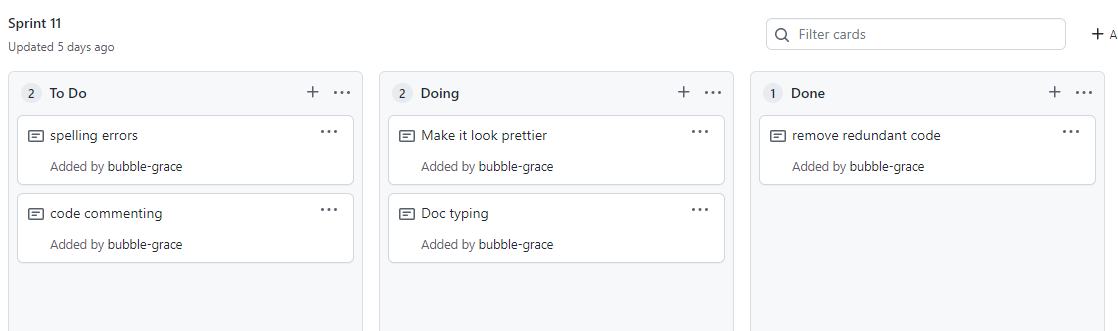 Sprint 11
Updated 5 days ago
Filter cards
+ A
2 To Do
spelling errors
Added by bubble-grace
code commenting
Added by bubble-grace
2 Doing
Make it look prettier
Added by bubble-grace
Doc typing
Added by bubble-grace
1 Done
remove redundant code
Added by bubble-grace